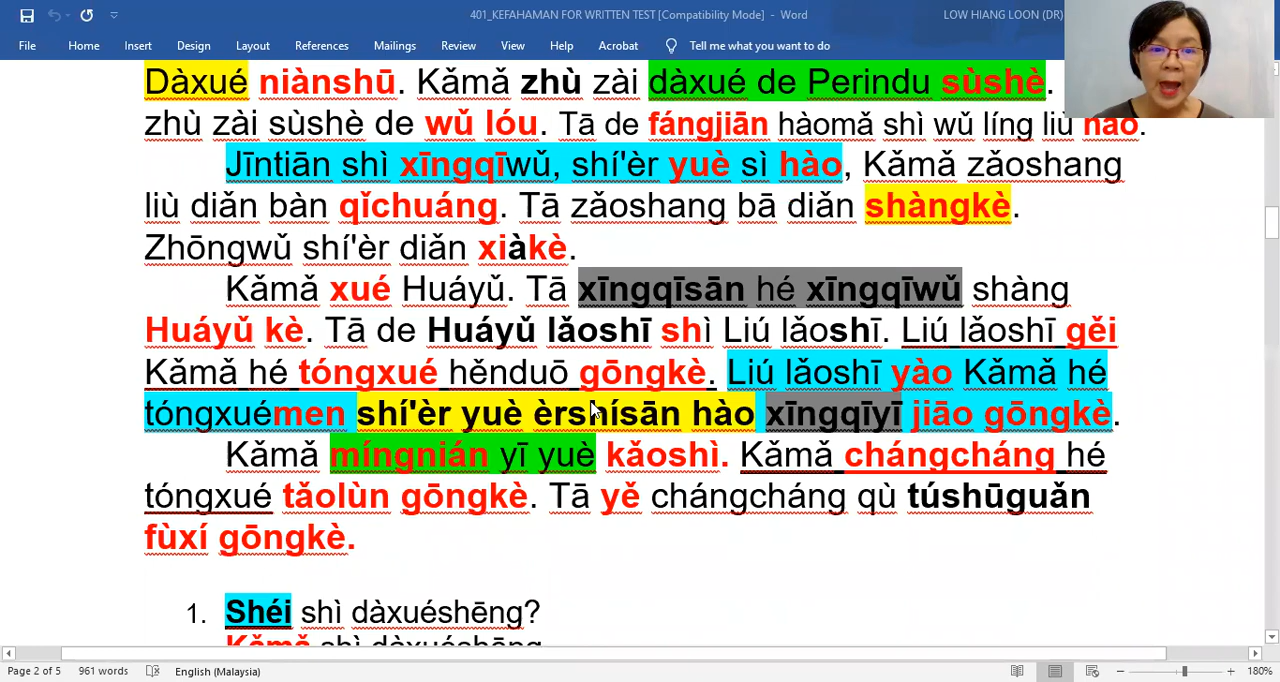 401_KEFAHAMAN FOR WRITTEN TEST [Compatibility Mode] - Word LOW HIANG LOON (DR)
File Home Insert Design Layout References Mailings Review View Help Acrobat Tell me what you want to do
Dàxué niànshū. Kǎmǎ zhù zài dàxué de Perindu sùshè.
zhù zài sùshè de wǔ lóu. Tā de fángjiān hàomǎ shì wǔ líng liù hào.
Jīntiān shì xīngqīwǔ, shí'èr yuè sì hào, Kǎmǎ zǎoshang
liù diǎn bàn qǐchuáng. Tā zǎoshang bā diǎn shàngkè.
Zhōngwǔ shí'èr diǎn xiàkè.
Kǎmǎ xué Huáyǔ. Tā xīngqīsān hé xīngqīwǔ shàng
Huáyǔ kè. Tā de Huáyǔ lǎoshī shì Liú lǎoshī. Liú lǎoshī gěi
Kǎmǎ hé tóngxué hěnduō gōngkè. Liú lǎoshī yào Kǎmǎ hé
tóngxuémen shí'èr yuè èrshísān hào xīngqīyī jiāo gōngkè.
Kǎmǎ míngnián yī yuè kǎoshì. Kǎmǎ chángcháng hé
tóngxué tǎolùn gōngkè. Tā yě chángcháng qù túshūguǎn
fùxí gōngkè.
1. Shéi shì dàxuéshēng?
Kǎmǎ shì dàxuéshēng
Page 2 of 5 961 words English (Malaysia) 180%